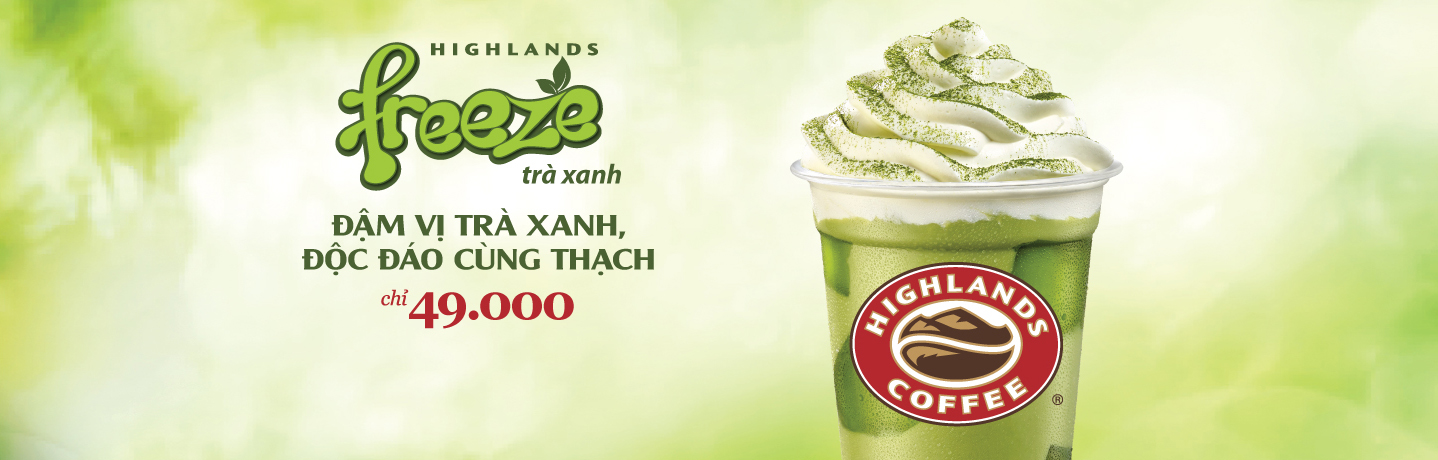 HIGHLANDS
freeze
trà xanh
ĐẬM VỊ TRÀ XANH,
ĐỘC ĐÁO CÙNG THẠCH
chỉ 49.000
HIGHLANDS
COFFEE
®